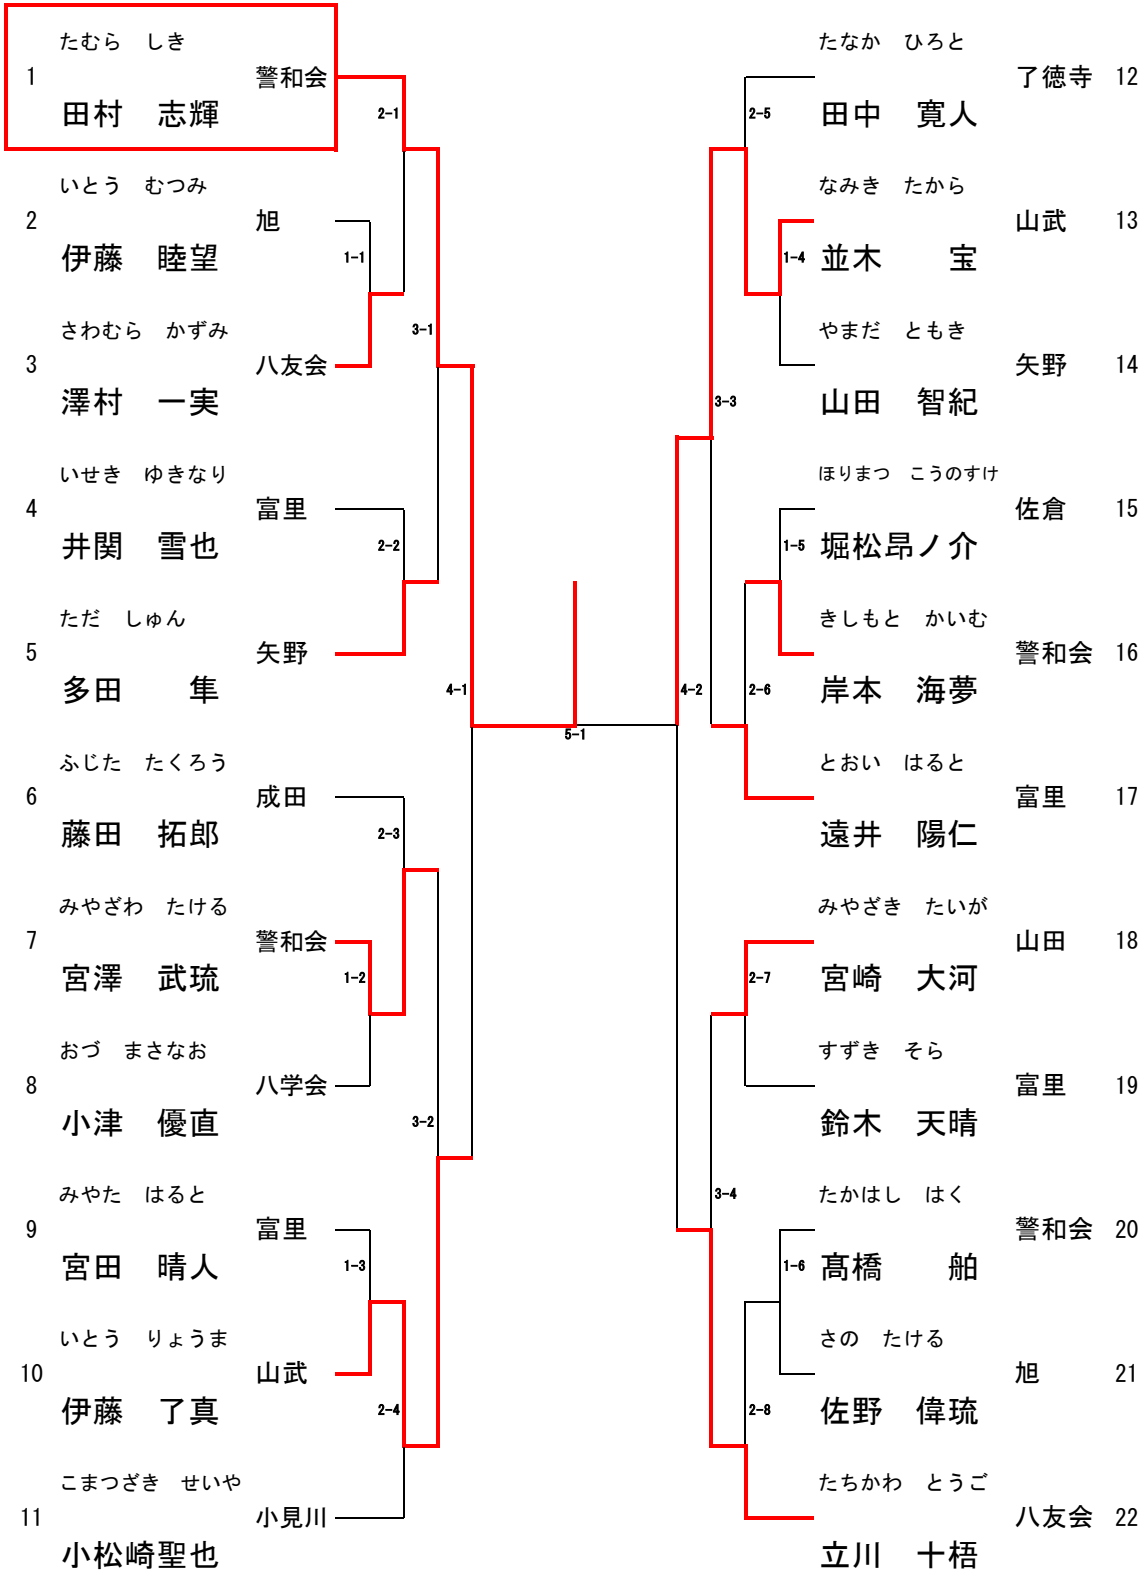 たむら　しき
1 田村　志輝 警和会
いとう　むつみ
2 伊藤　睦望 旭
さわむら　かずみ
3 澤村　一実 八友会
いせき　ゆきなり
4 井関　雪也 富里
ただ　しゅん
5 多田　　隼 矢野
ふじた　たくろう
6 藤田　拓郎 成田
みやざわ　たける
7 宮澤　武琉 警和会
おづ　まさなお
8 小津　優直 八学会
みやた　はると
9 宮田　晴人 富里
いとう　りょうま
10 伊藤　了真 山武
こまつざき　せいや
11 小松崎聖也 小見川
2-1
1-1
3-1
2-2
4-1
2-3
1-2
3-2
1-3
2-4
5-1
たなか　ひろと
田中　寛人 了徳寺 12
なみき　たから
並木　　宝 山武 13
やまだ　ともき
山田　智紀 矢野 14
ほりまつ　こうのすけ
堀松昂ノ介 佐倉 15
きしもと　かいむ
岸本　海夢 警和会 16
とおい　はると
遠井　陽仁 富里 17
みやざき　たいが
宮崎　大河 山田 18
すずき　そら
鈴木　天晴 富里 19
たかはし　はく
髙橋　　舶 警和会 20
さの　たける
佐野　偉琉 旭 21
たちかわ　とうご
立川　十梧 八友会 22
2-5
1-4
3-3
1-5
4-2
2-6
2-7
3-4
1-6
2-8